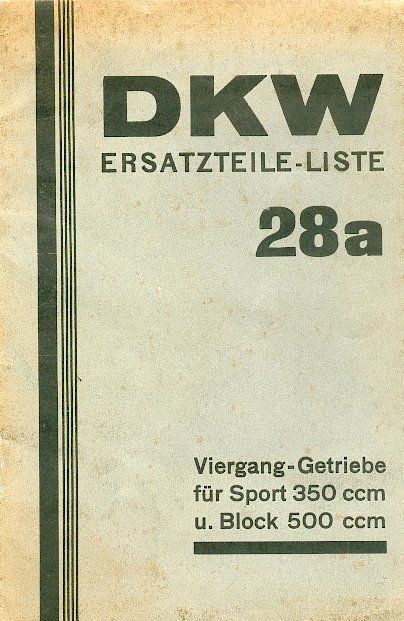 DKW
ERSATZTEILE-LISTE
28a
Viergang-Getriebe
für Sport 350 ccm
u. Block 500 ccm